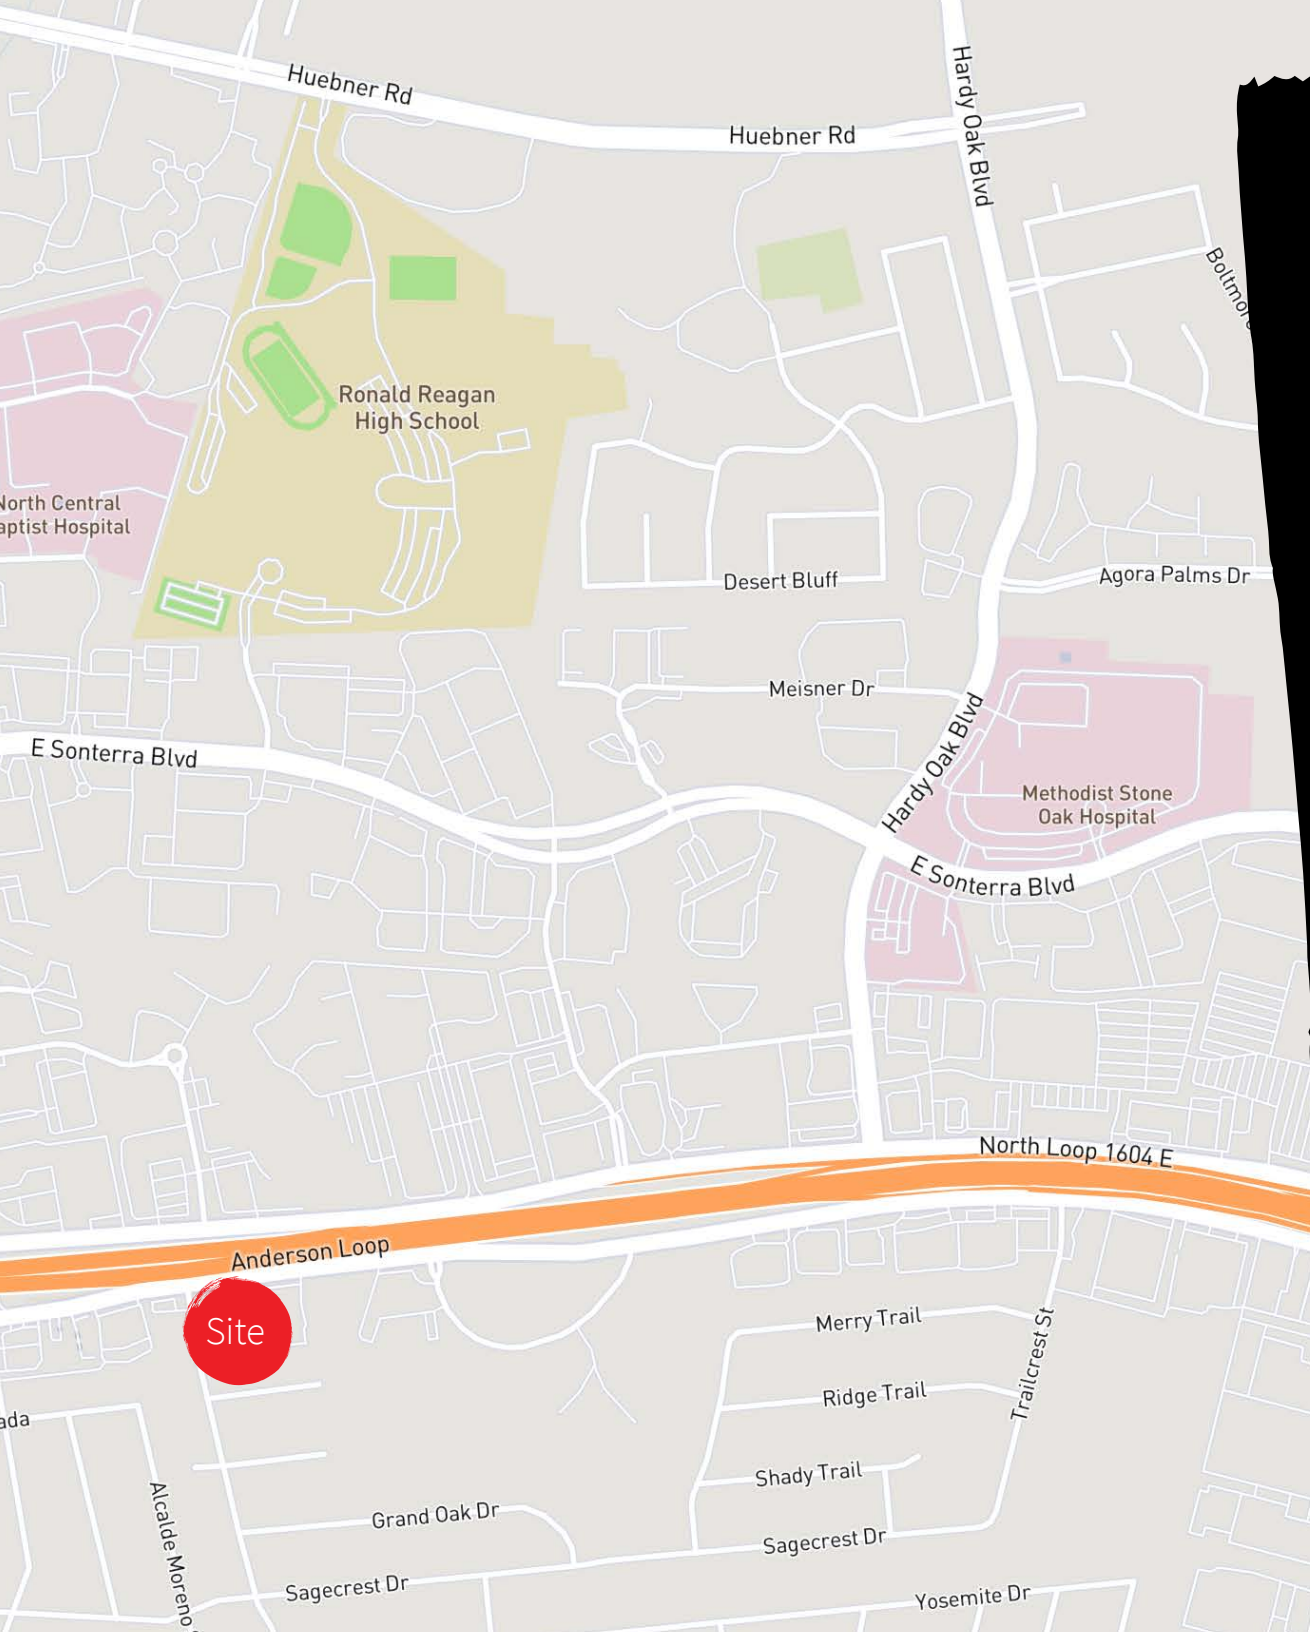 Huebner Rd
Huebner Rd
Hardy Oak Blvd
Ronald Reagan
High School
North Central
Baptist Hospital
Desert Bluff
Agora Palms Dr
Meisner Dr
Hardy Oak Blvd
E Sonterra Blvd
Methodist Stone
Oak Hospital
E Sonterra Blvd
North Loop 1604 E
Anderson Loop
Site
Merry Trail
Trailcrest St
Ridge Trail
ada
Shady Trail
Alcalde Moreno
Grand Oak Dr
Sagecrest Dr
Sagecrest Dr
Yosemite Dr